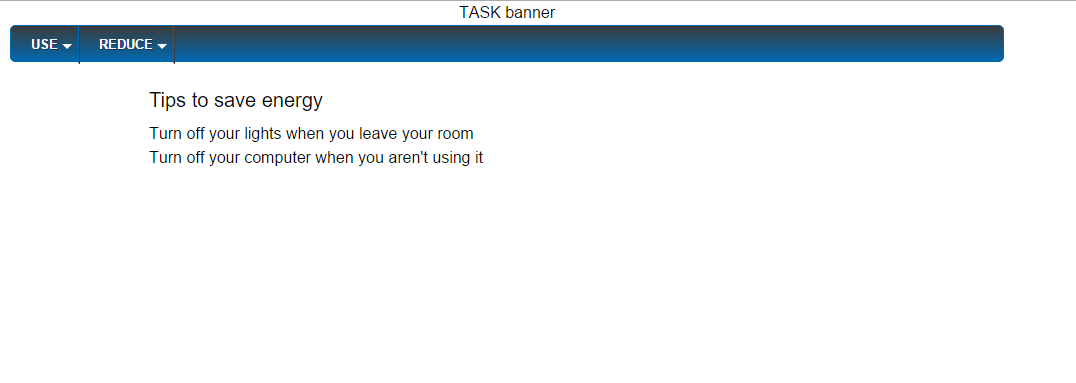 TASK banner
USE REDUCE
Tips to save energy
Turn off your lights when you leave your room
Turn off your computer when you aren't using it